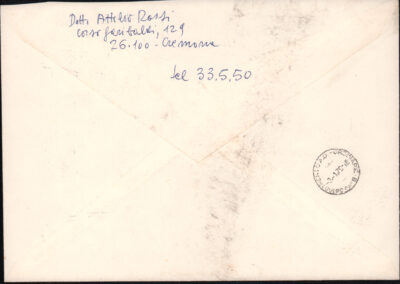 Dott. Attilio Rossi
corso garibaldi, 129
26.100 - Cremona
tel 33.5.50